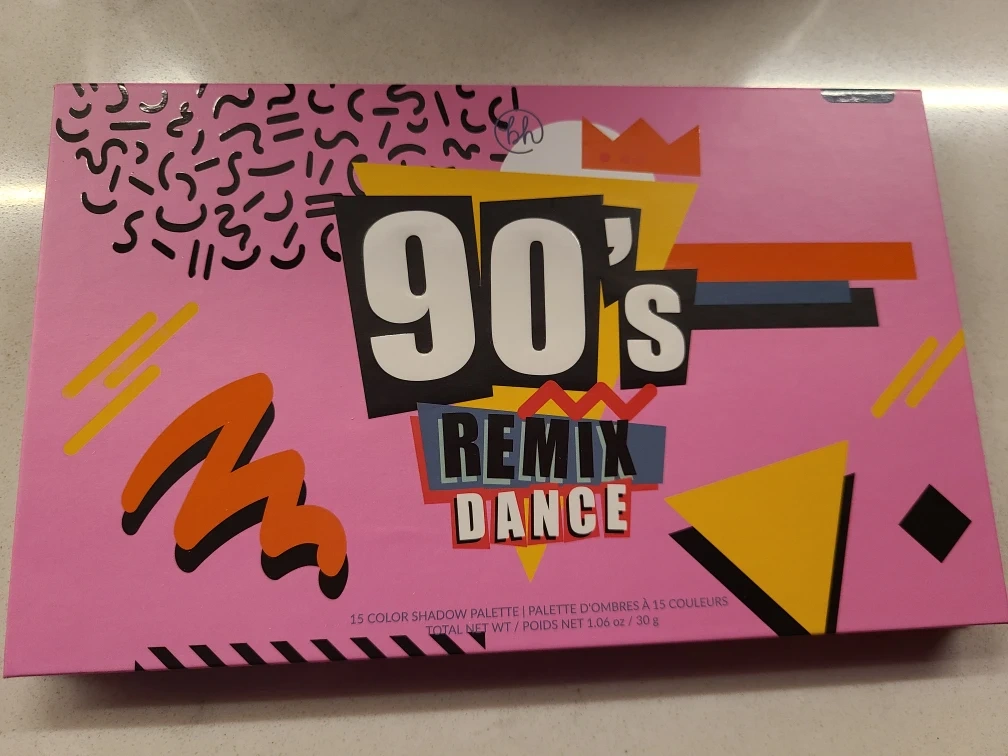 bh
90's
REMIX
DANCE
15 COLOR SHADOW PALETTE | PALETTE D'OMBRES À 15 COULEURS
TOTAL NET WT / POIDS NET 1.06 oz / 30 g